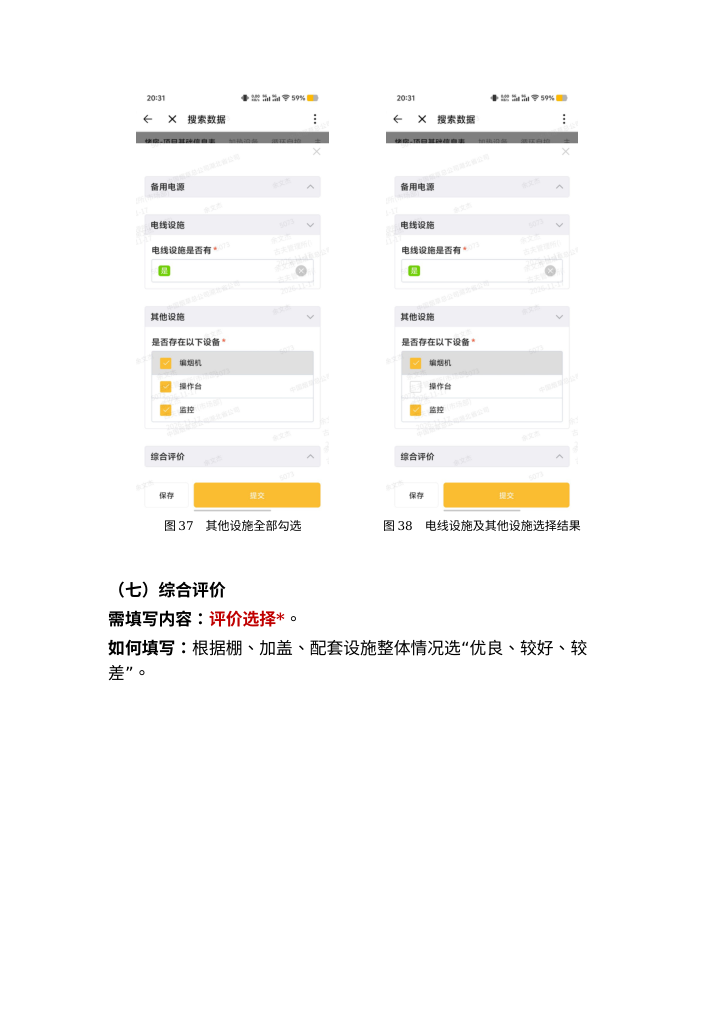 20:31
59%
搜索数据
备用电源
电线设施
电线设施是否有*
是
其他设施
是否存在以下设备*
编烟机
操作台
监控
综合评价
保存
提交
20:31
59%
搜索数据
备用电源
电线设施
电线设施是否有*
是
其他设施
是否存在以下设备*
编烟机
操作台
监控
综合评价
保存
提交
图 37 其他设施全部勾选
图 38 电线设施及其他设施选择结果
（七）综合评价
需填写内容：评价选择*。
如何填写：根据棚、加盖、配套设施整体情况选“优良、较好、较
差”。